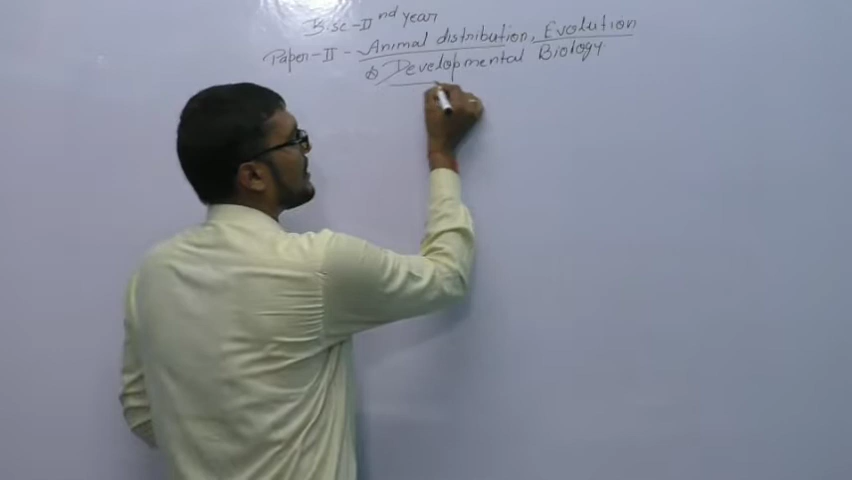 B.sc-II nd year
Paper-II - Animal distribution, Evolution
& Developmental Biology